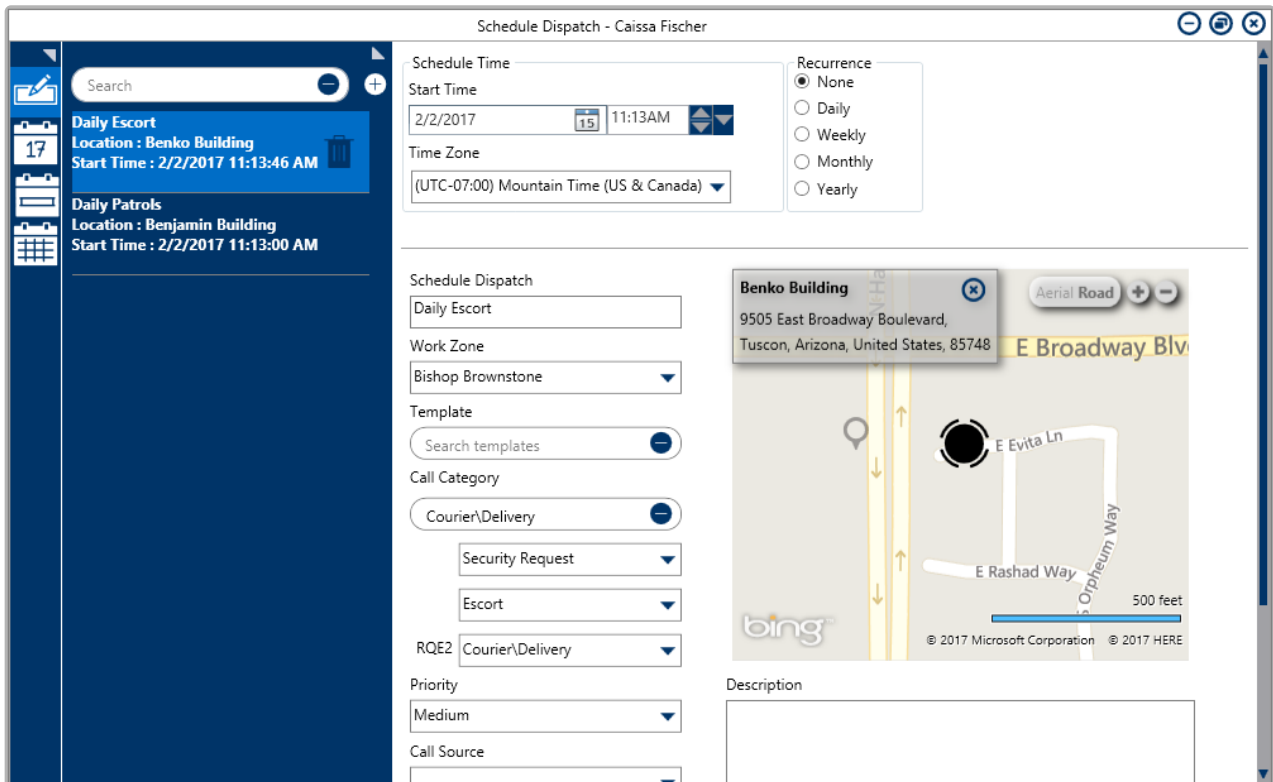 Schedule Dispatch - Caissa Fischer
Search
Daily Escort
Location : Benko Building
Start Time : 2/2/2017 11:13:46 AM
Daily Patrols
Location : Benjamin Building
Start Time : 2/2/2017 11:13:00 AM
17
Schedule Time
Start Time
2/2/2017
15
11:13AM
Time Zone
(UTC-07:00) Mountain Time (US & Canada)
Recurrence
None
Daily
Weekly
Monthly
Yearly
Schedule Dispatch
Daily Escort
Work Zone
Bishop Brownstone
Template
Search templates
Call Category
Courier\Delivery
Security Request
Escort
RQE2 Courier\Delivery
Priority
Medium
Call Source
Benko Building
9505 East Broadway Boulevard,
Tuscon, Arizona, United States, 85748
N Ha
Aerial Road
E Broadway Blv
E Evita Ln
E Rashad Way
S Orpheum Way
500 feet
bing
© 2017 Microsoft Corporation © 2017 HERE
Description